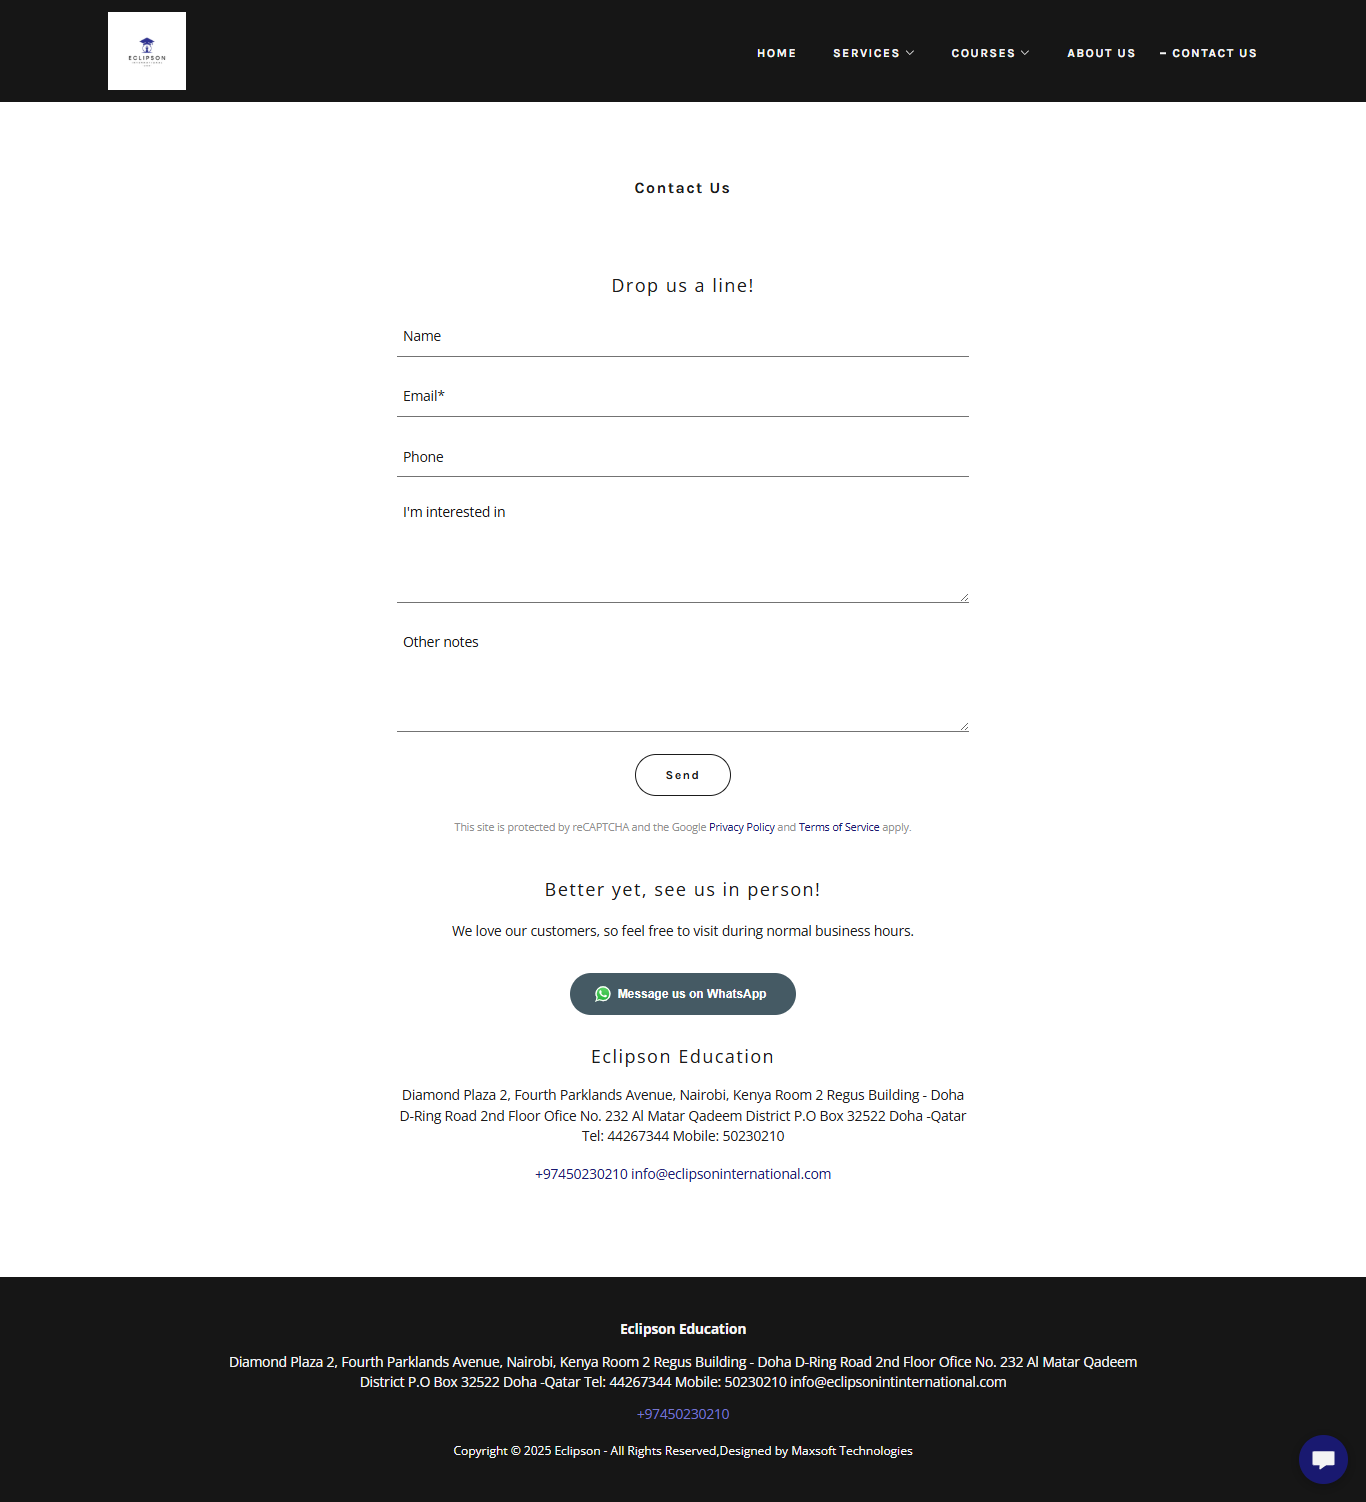 ECLIPSON
HOME
SERVICES
COURSES
ABOUT US
CONTACT US
Contact Us
Drop us a line!
Name
Email*
Phone
I'm interested in
Other notes
Send
This site is protected by reCAPTCHA and the Google Privacy Policy and Terms of Service apply.
Better yet, see us in person!
We love our customers, so feel free to visit during normal business hours.
Message us on WhatsApp
Eclipson Education
Diamond Plaza 2, Fourth Parklands Avenue, Nairobi, Kenya Room 2 Regus Building - Doha
D-Ring Road 2nd Floor Ofice No. 232 Al Matar Qadeem District P.O Box 32522 Doha -Qatar
Tel: 44267344 Mobile: 50230210
+97450230210 info@eclipsoninternational.com
Eclipson Education
Diamond Plaza 2, Fourth Parklands Avenue, Nairobi, Kenya Room 2 Regus Building - Doha D-Ring Road 2nd Floor Ofice No. 232 Al Matar Qadeem
District P.O Box 32522 Doha -Qatar Tel: 44267344 Mobile: 50230210 info@eclipsonintinternational.com
+97450230210
Copyright © 2025 Eclipson - All Rights Reserved,Designed by Maxsoft Technologies